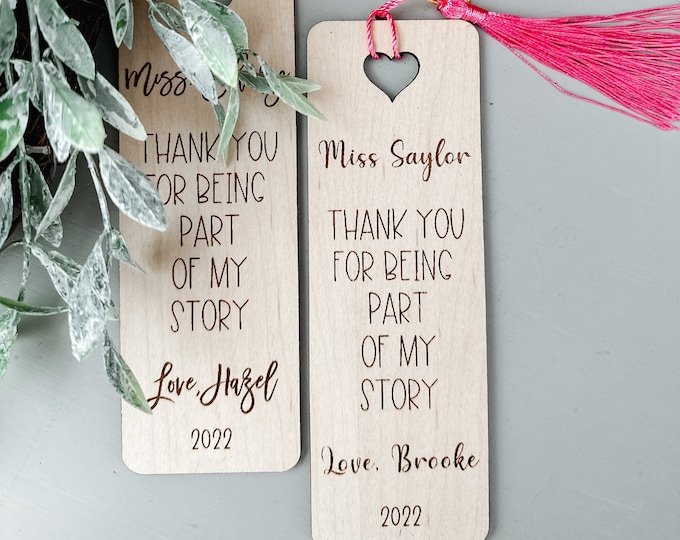 Miss
THANK YOU
FOR BEING
PART
OF MY
STORY
Love, Hazel
2022
Miss Saylor
THANK YOU
FOR BEING
PART
OF MY
STORY
Love, Brooke
2022